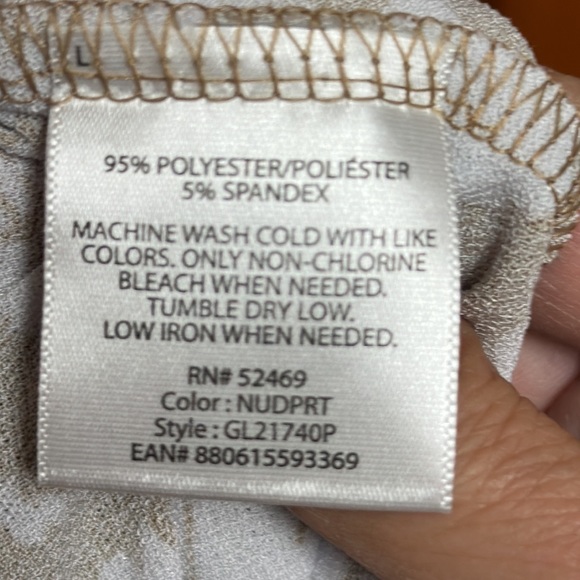 L
95% POLYESTER/POLIÉSTER
5% SPANDEX
MACHINE WASH COLD WITH LIKE
COLORS. ONLY NON-CHLORINE
BLEACH WHEN NEEDED.
TUMBLE DRY LOW.
LOW IRON WHEN NEEDED.
RN# 52469
Color : NUDPRT
Style : GL21740P
EAN# 880615593369